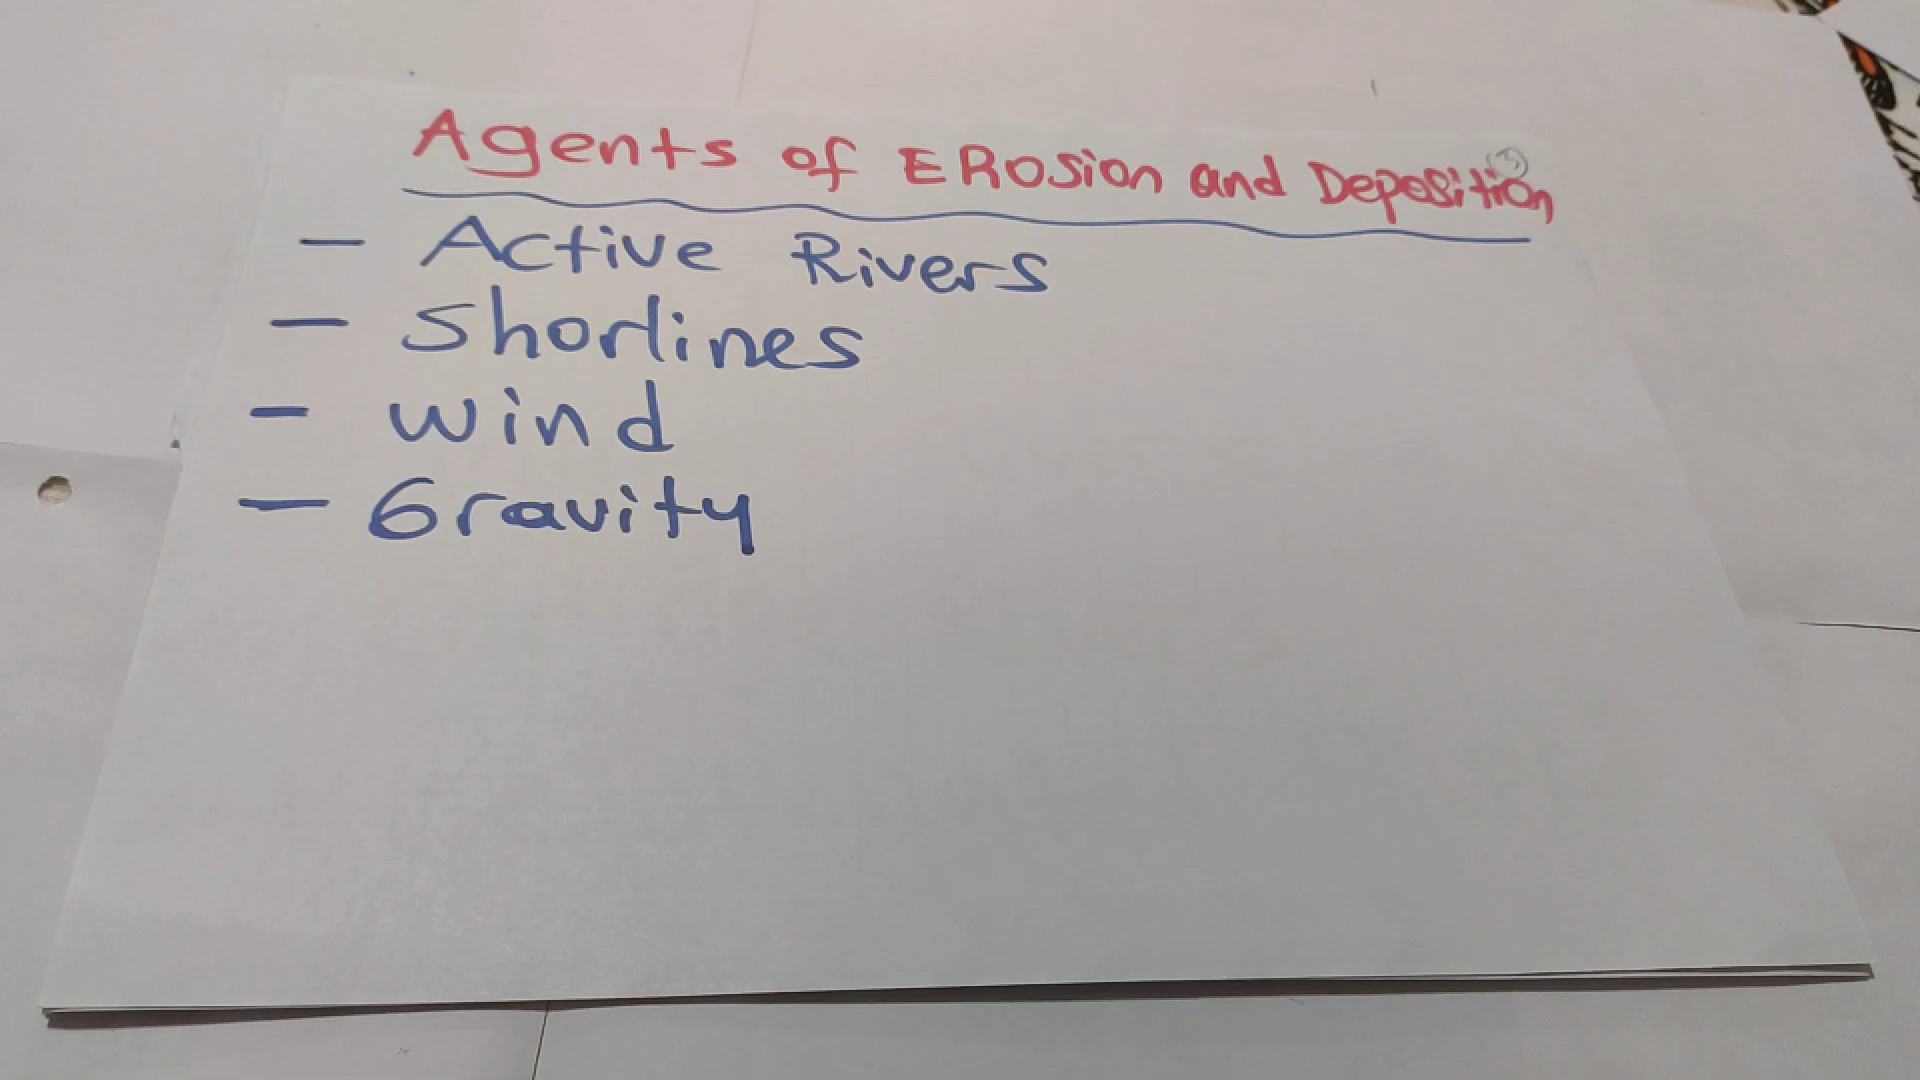 Agents of EROSion and Deposition
- Active Rivers
- Shorlines
- Wind
- Gravity